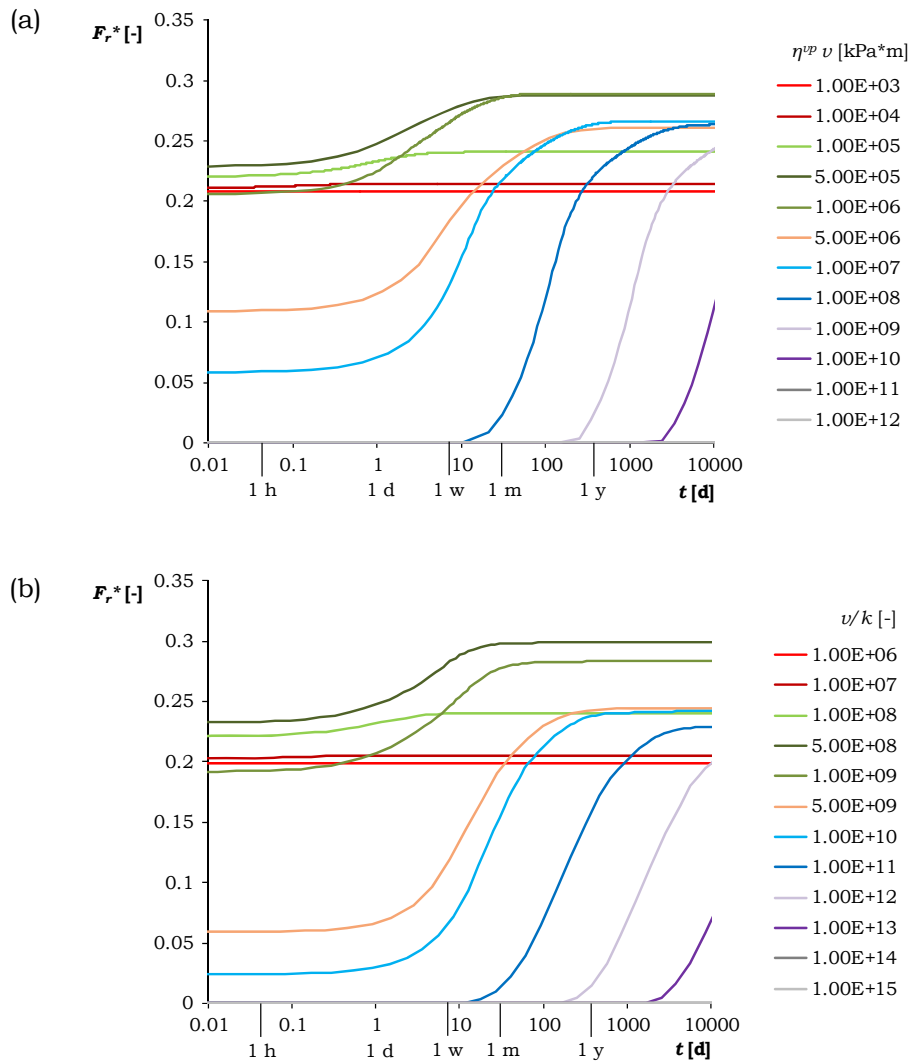 (a)
Fr* [-]
0.35
0.3
0.25
0.2
0.15
0.1
0.05
0
0.01 0.1 1 10 100 1000 10000
1 h 1 d 1 w 1 m 1 y t [d]
η^vp υ [kPa*m]
1.00E+03
1.00E+04
1.00E+05
5.00E+05
1.00E+06
5.00E+06
1.00E+07
1.00E+08
1.00E+09
1.00E+10
1.00E+11
1.00E+12
(b)
Fr* [-]
0.35
0.3
0.25
0.2
0.15
0.1
0.05
0
0.01 0.1 1 10 100 1000 10000
1 h 1 d 1 w 1 m 1 y t [d]
υ/k [-]
1.00E+06
1.00E+07
1.00E+08
5.00E+08
1.00E+09
5.00E+09
1.00E+10
1.00E+11
1.00E+12
1.00E+13
1.00E+14
1.00E+15